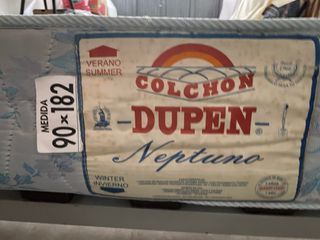 VERANO
SUMMER
COLCHON
DUPEN®
Neptuno
MEDIDA
90 x 182
WINTER
INVIERNO